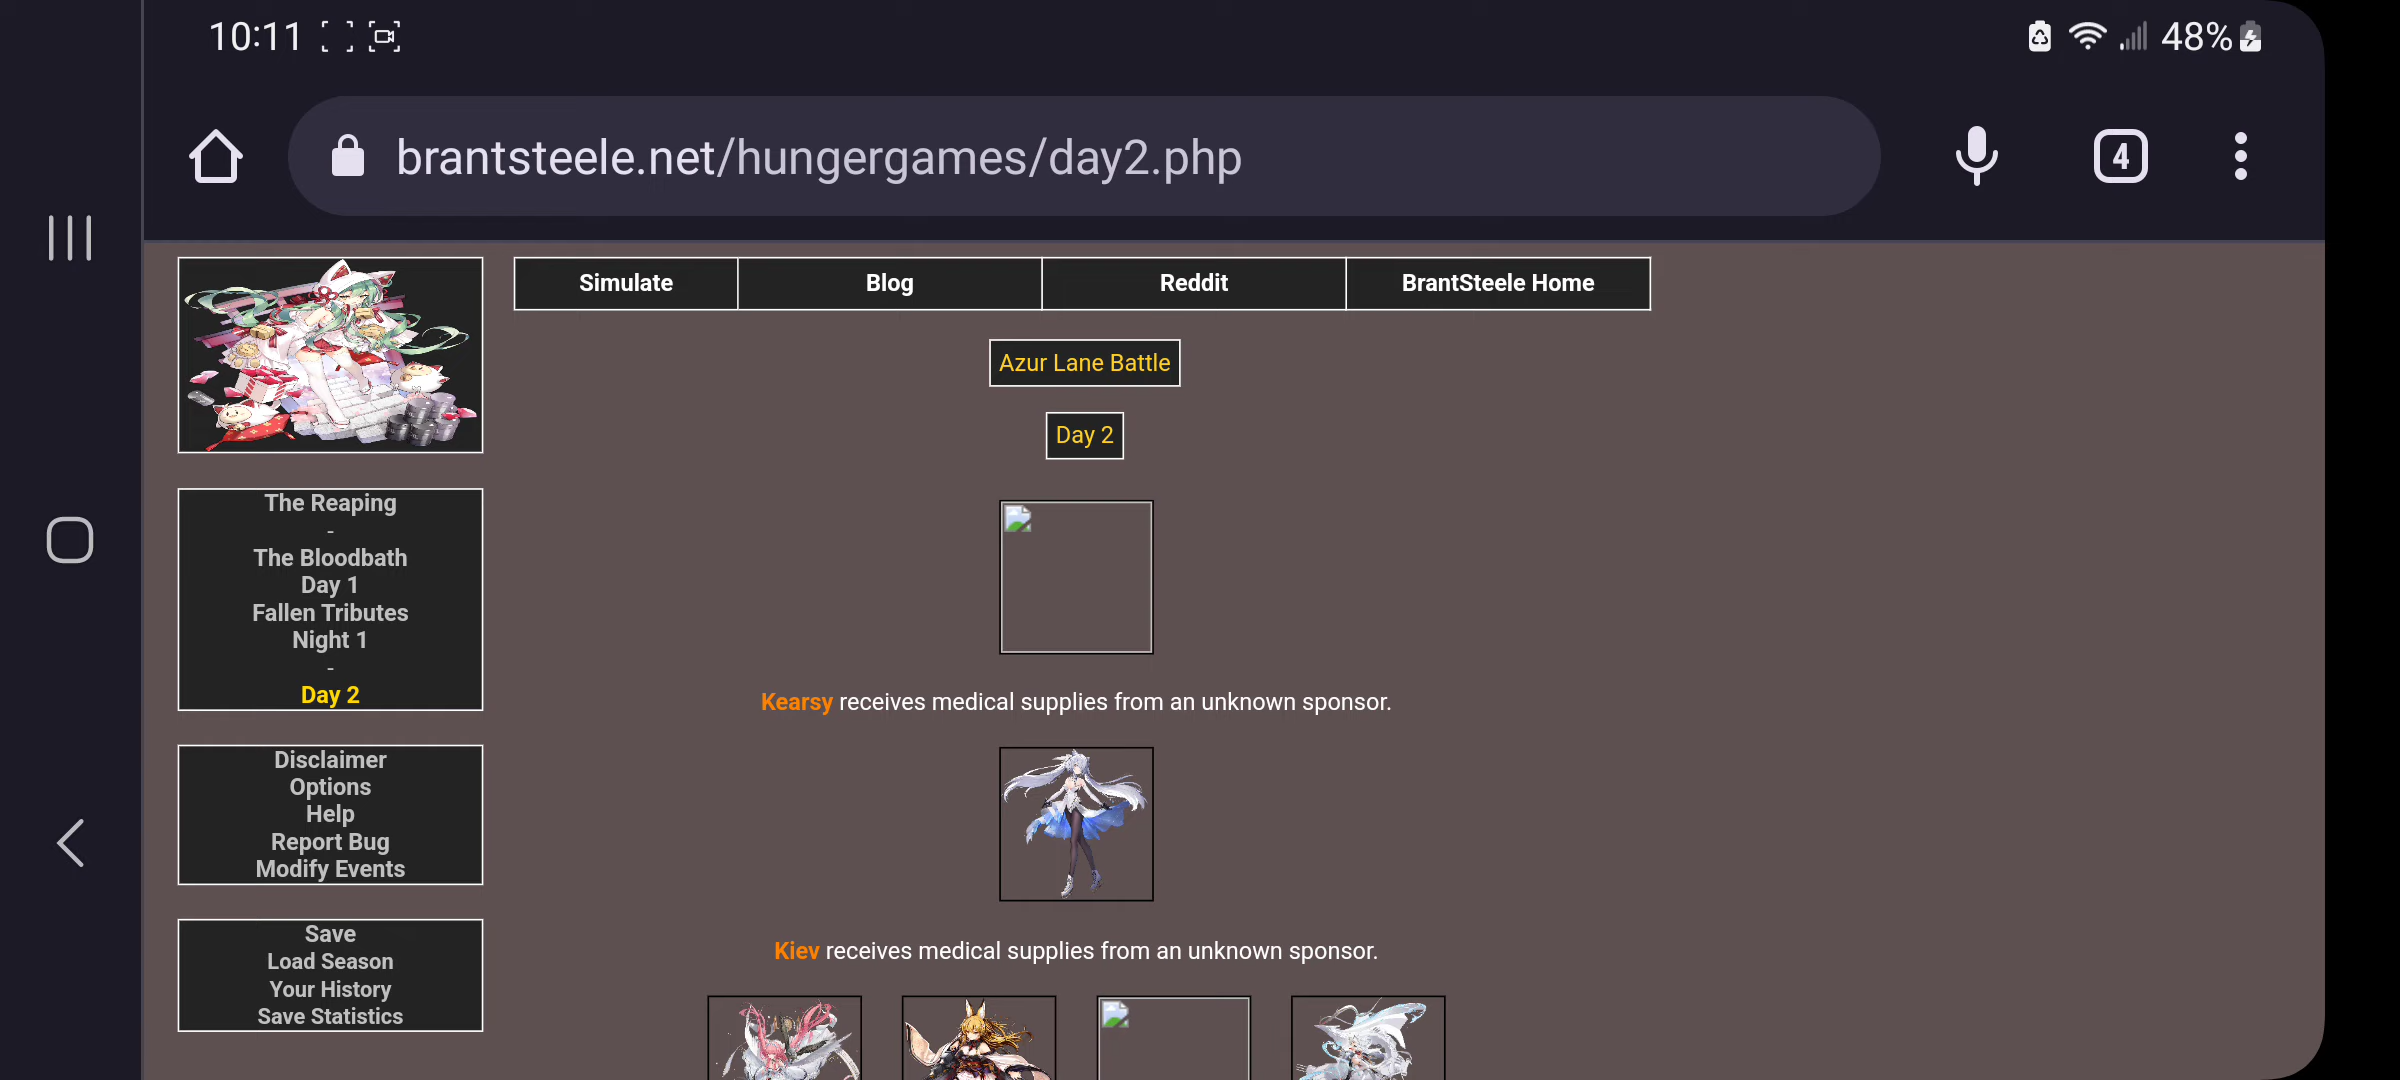 10:11
48%
brantsteele.net/hungergames/day2.php
4
Simulate
Blog
Reddit
BrantSteele Home
Azur Lane Battle
Day 2
The Reaping
-
The Bloodbath
Day 1
Fallen Tributes
Night 1
-
Day 2
Disclaimer
Options
Help
Report Bug
Modify Events
Save
Load Season
Your History
Save Statistics
Kearsy receives medical supplies from an unknown sponsor.
Kiev receives medical supplies from an unknown sponsor.